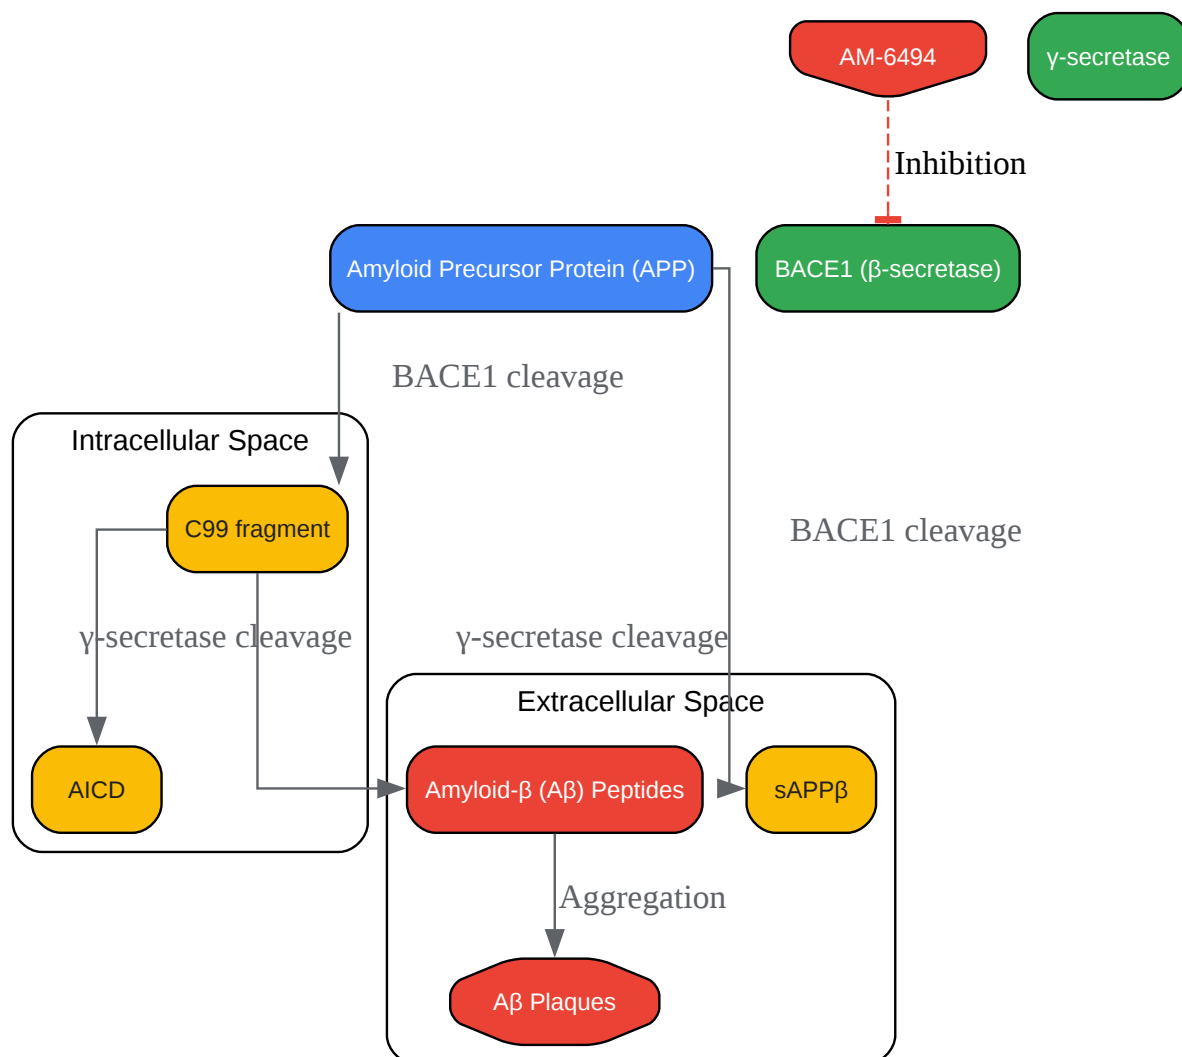 AM-6494
γ-secretase
Inhibition
Amyloid Precursor Protein (APP)
BACE1 (β-secretase)
BACE1 cleavage
Intracellular Space
C99 fragment
BACE1 cleavage
γ-secretase cleavage
γ-secretase cleavage
Extracellular Space
AICD
Amyloid-β (Aβ) Peptides
sAPPβ
Aggregation
Aβ Plaques